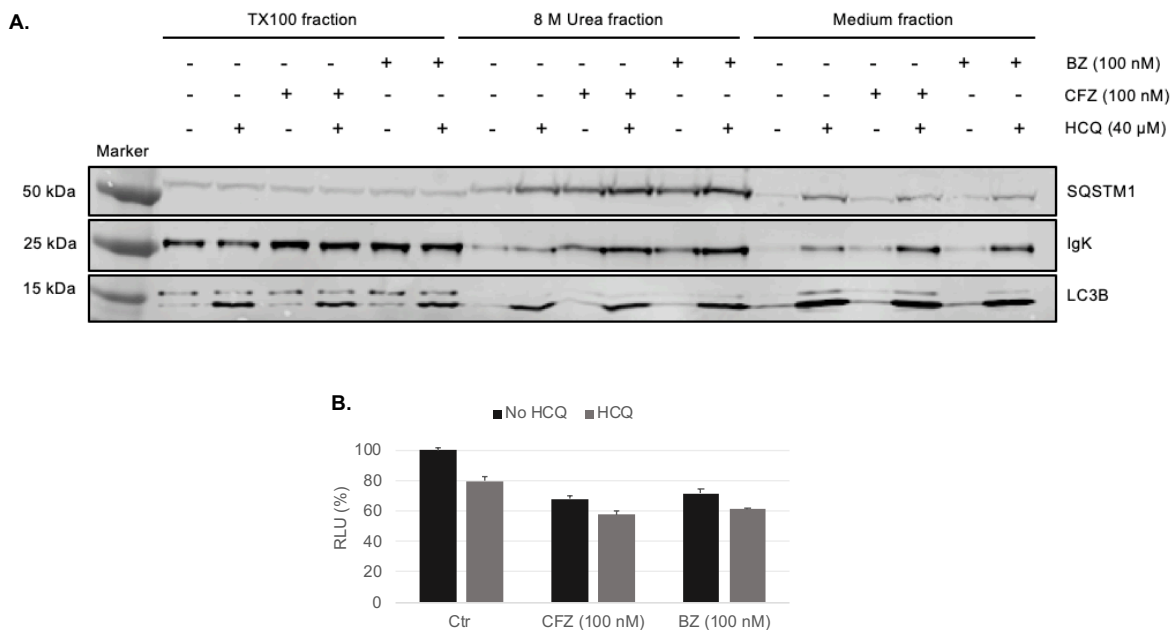 A.
TX100 fraction 8 M Urea fraction Medium fraction
- - - - + + - - - - + + - - - - + + BZ (100 nM)
- - + + - - - - + + - - - - + + - - CFZ (100 nM)
- + - + - + - + - + - + - + - + - + HCQ (40 µM)
Marker
50 kDa SQSTM1
25 kDa IgK
15 kDa LC3B
B.
No HCQ HCQ
100
80
60
40
20
0
RLU (%)
Ctr CFZ (100 nM) BZ (100 nM)